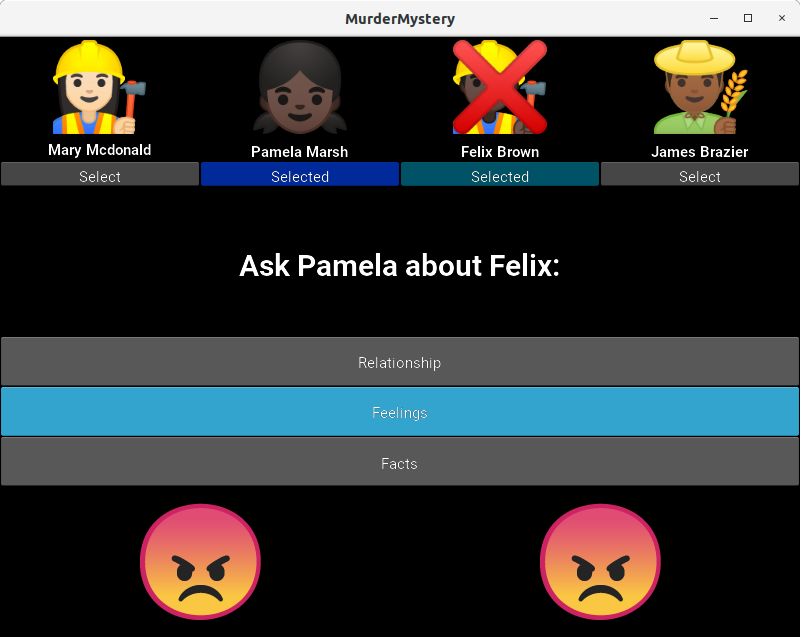 MurderMystery
Mary Mcdonald
Pamela Marsh
Felix Brown
James Brazier
Select
Selected
Selected
Select
Ask Pamela about Felix:
Relationship
Feelings
Facts